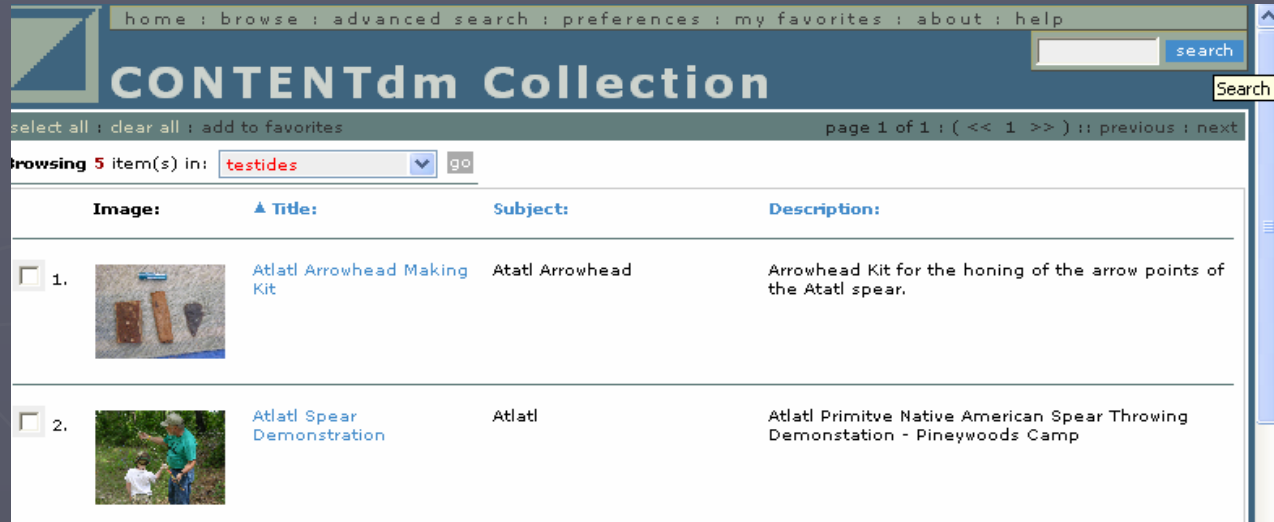 home : browse : advanced search : preferences : my favorites : about : help
search
CONTENTdm Collection
Search
select all : clear all : add to favorites
page 1 of 1 : ( << 1 >> ) :: previous : next
Browsing 5 item(s) in: testides go
Image: Title: Subject: Description:
1. Atlatl Arrowhead Making Atatl Arrowhead Arrowhead Kit for the honing of the arrow points of
Kit the Atatl spear.
2. Atlatl Spear Atlatl Atlatl Primitve Native American Spear Throwing
Demonstration Demonstation - Pineywoods Camp